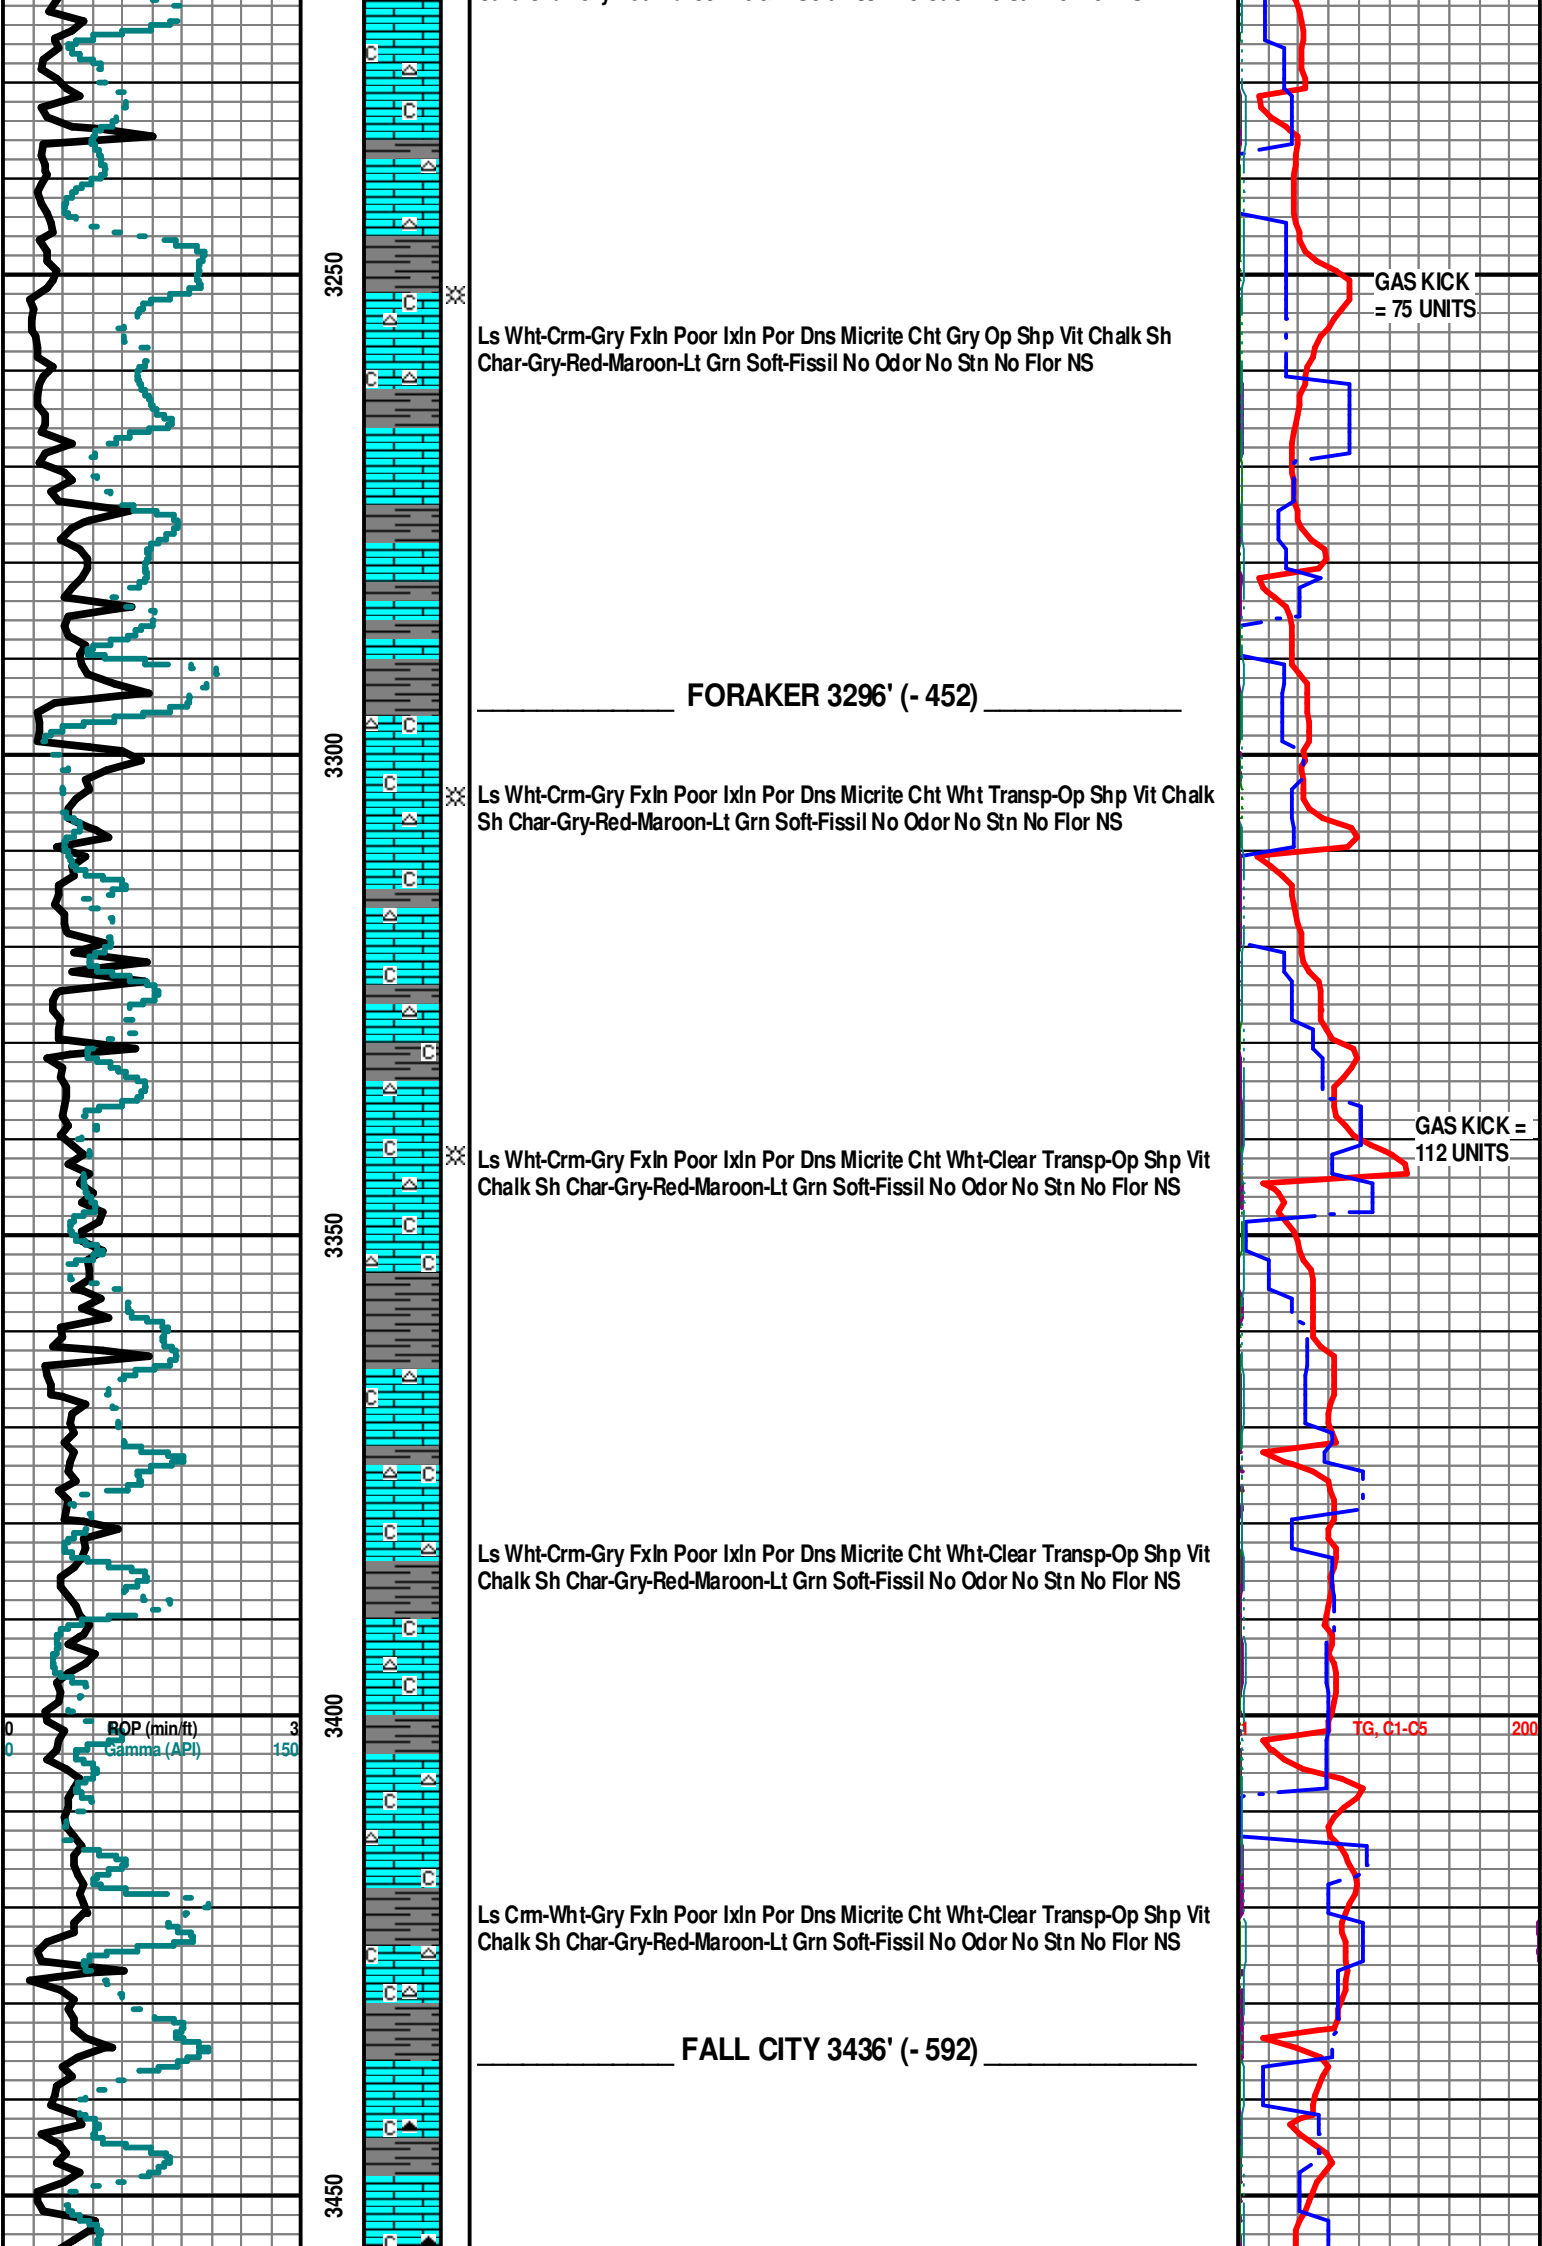 3250
GAS KICK
= 75 UNITS
Ls Wht-Crm-Gry Fxln Poor Ixln Por Dns Micrite Cht Gry Op Shp Vit Chalk Sh
Char-Gry-Red-Maroon-Lt Grn Soft-Fissil No Odor No Stn No Flor NS
FORAKER 3296' (- 452)
3300
Ls Wht-Crm-Gry Fxln Poor Ixln Por Dns Micrite Cht Wht Transp-Op Shp Vit Chalk
Sh Char-Gry-Red-Maroon-Lt Grn Soft-Fissil No Odor No Stn No Flor NS
GAS KICK =
112 UNITS
Ls Wht-Crm-Gry Fxln Poor Ixln Por Dns Micrite Cht Wht-Clear Transp-Op Shp Vit
Chalk Sh Char-Gry-Red-Maroon-Lt Grn Soft-Fissil No Odor No Stn No Flor NS
3350
Ls Wht-Crm-Gry Fxln Poor Ixln Por Dns Micrite Cht Wht-Clear Transp-Op Shp Vit
Chalk Sh Char-Gry-Red-Maroon-Lt Grn Soft-Fissil No Odor No Stn No Flor NS
3400
0 ROP (min/ft) 3
0 Gamma (API) 150
1 TG, C1-C5 200
Ls Crm-Wht-Gry Fxln Poor Ixln Por Dns Micrite Cht Wht-Clear Transp-Op Shp Vit
Chalk Sh Char-Gry-Red-Maroon-Lt Grn Soft-Fissil No Odor No Stn No Flor NS
FALL CITY 3436' (- 592)
3450